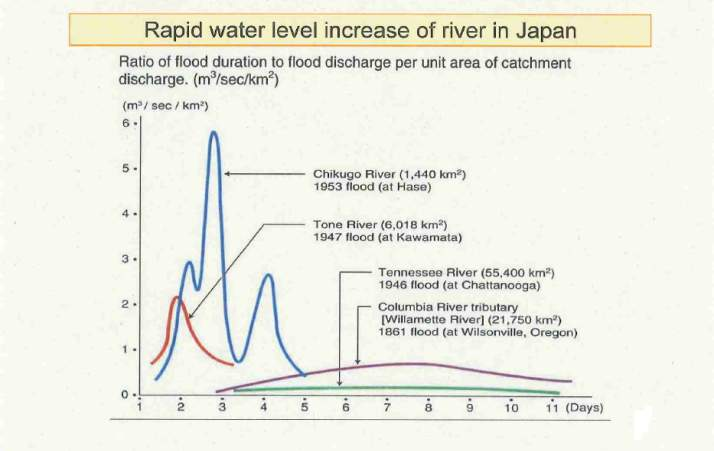 Rapid water level increase of river in Japan
Ratio of flood duration to flood discharge per unit area of catchment
discharge. (m³/sec/km²)
(m³/ sec / km²)
6
5
Chikugo River (1,440 km²)
1953 flood (at Hase)
4
Tone River (6,018 km²)
1947 flood (at Kawamata)
3
Tennessee River (55,400 km²)
1946 flood (at Chattanooga)
2
Columbia River tributary
[Willamette River] (21,750 km²)
1861 flood (at Wilsonville, Oregon)
1
0
1 2 3 4 5 6 7 8 9 10 11 (Days)